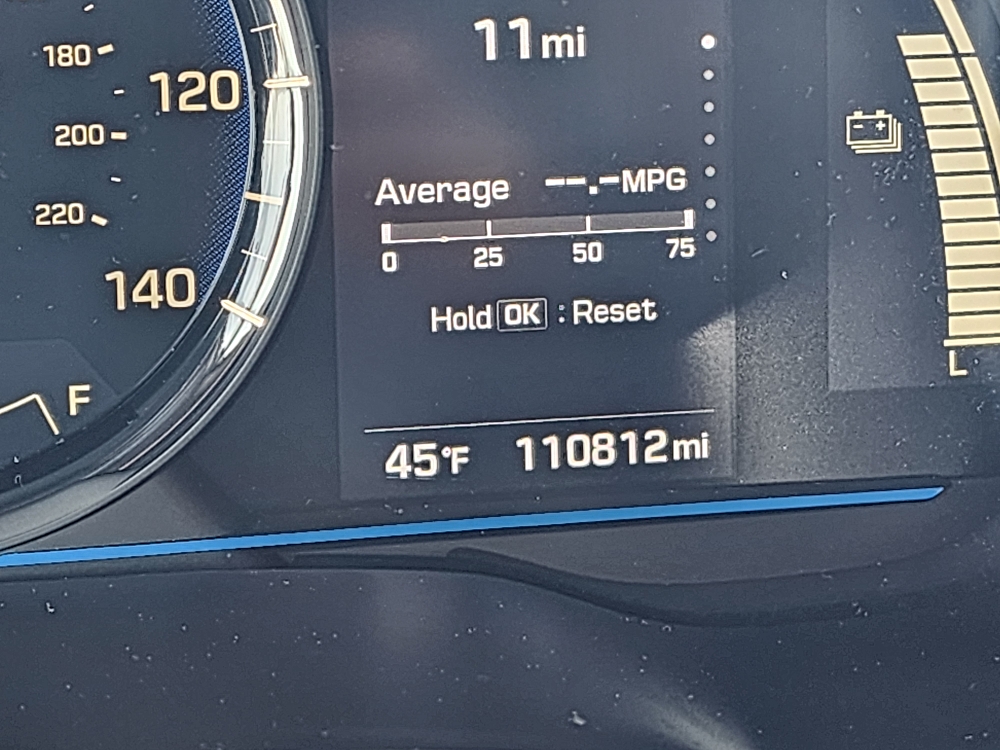 11mi
180
120
200
Average --.-MPG
220
0 25 50 75
140
Hold OK : Reset
L
F
45°F 110812mi